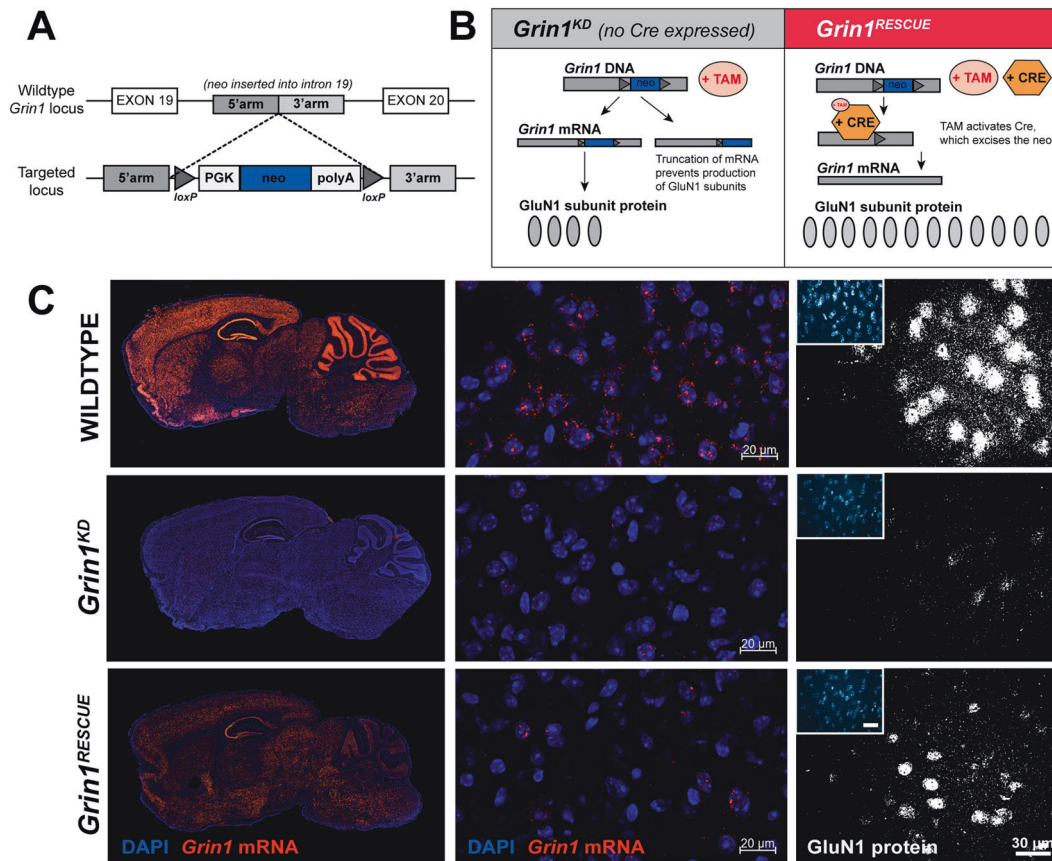 A
Wildtype
Grin1 locus
(neo inserted into intron 19)
EXON 19
5'arm
3'arm
EXON 20
Targeted
locus
5'arm
loxP
PGK
neo
polyA
loxP
3'arm
B
Grin1KD (no Cre expressed)
Grin1 DNA
neo
+ TAM
Grin1 mRNA
Truncation of mRNA
prevents production
of GluN1 subunits
GluN1 subunit protein
Grin1RESCUE
Grin1 DNA
neo
+ TAM
+ CRE
+ TAM
+ CRE
TAM activates Cre,
which excises the neo
Grin1 mRNA
GluN1 subunit protein
C
WILDTYPE
20 µm
Grin1KD
20 µm
Grin1RESCUE
DAPI Grin1 mRNA
DAPI Grin1 mRNA
20 µm
GluN1 protein
30 µm